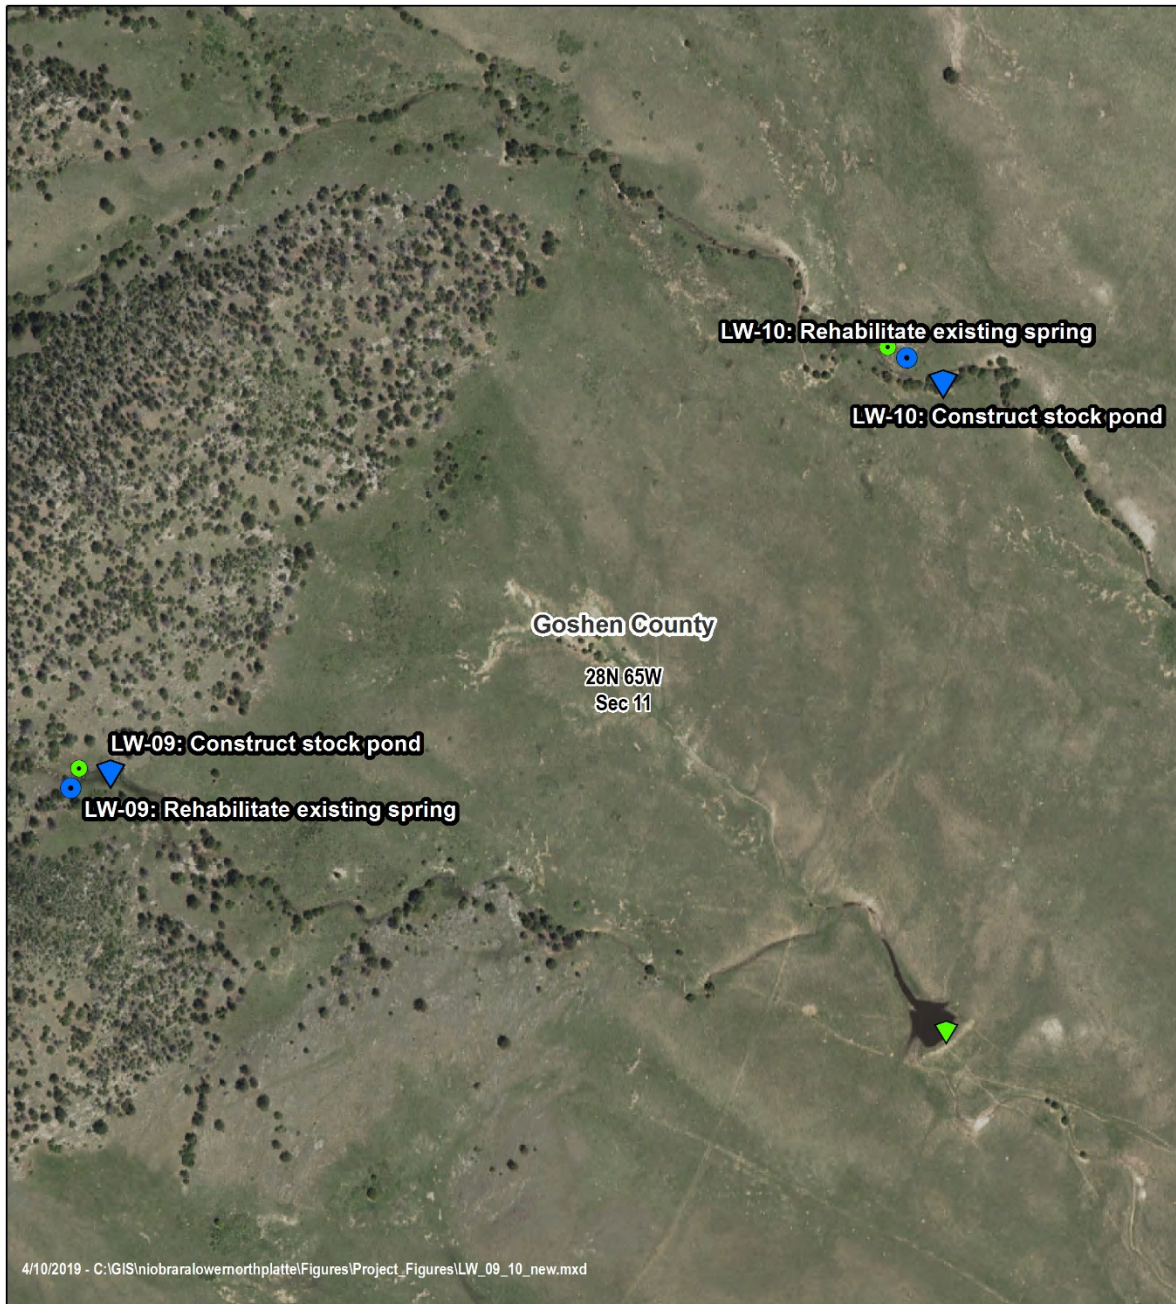 LW-10: Rehabilitate existing spring
LW-10: Construct stock pond
Goshen County
28N 65W
Sec 11
LW-09: Construct stock pond
LW-09: Rehabilitate existing spring
4/10/2019 - C:\GIS\niobraralowernorthplatte\Figures\Project_Figures\LW_09_10_new.mxd